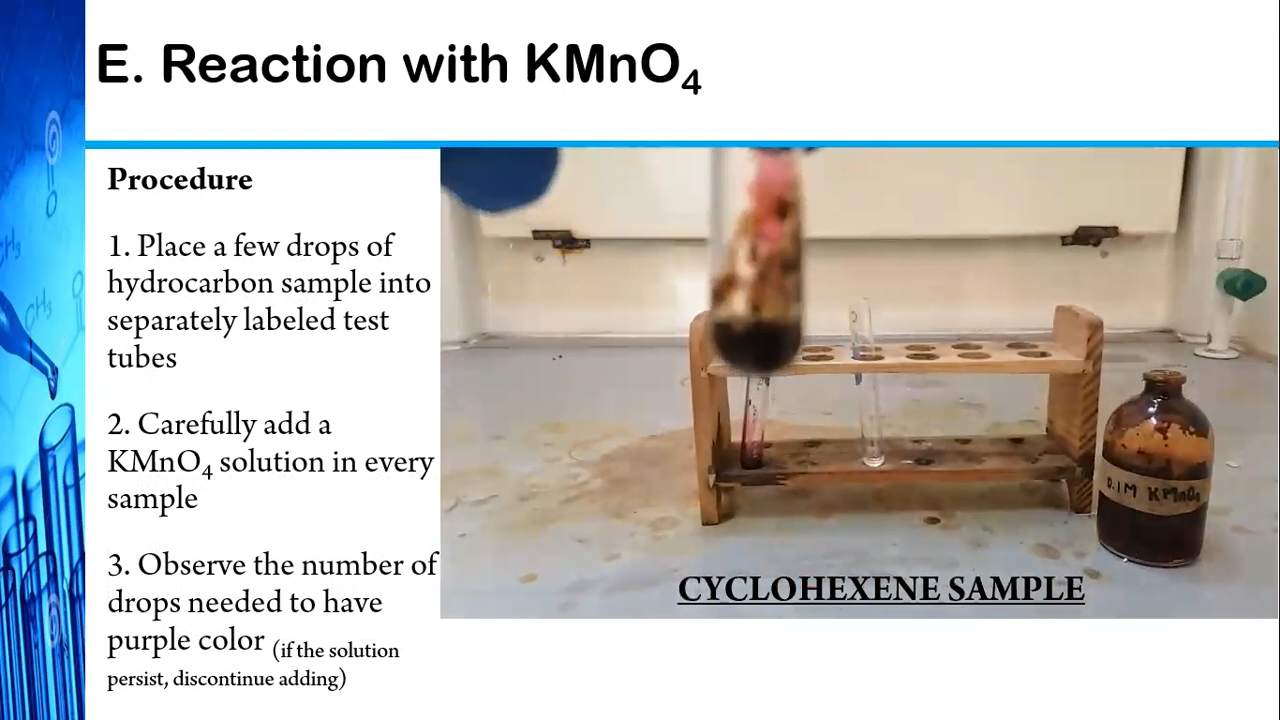 E. Reaction with KMnO₄
Procedure
1. Place a few drops of
hydrocarbon sample into
separately labeled test
tubes
2. Carefully add a
KMnO₄ solution in every
sample
3. Observe the number of
drops needed to have
purple color (if the solution
persist, discontinue adding)
0.1M KMnO₄
CYCLOHEXENE SAMPLE
CH₃